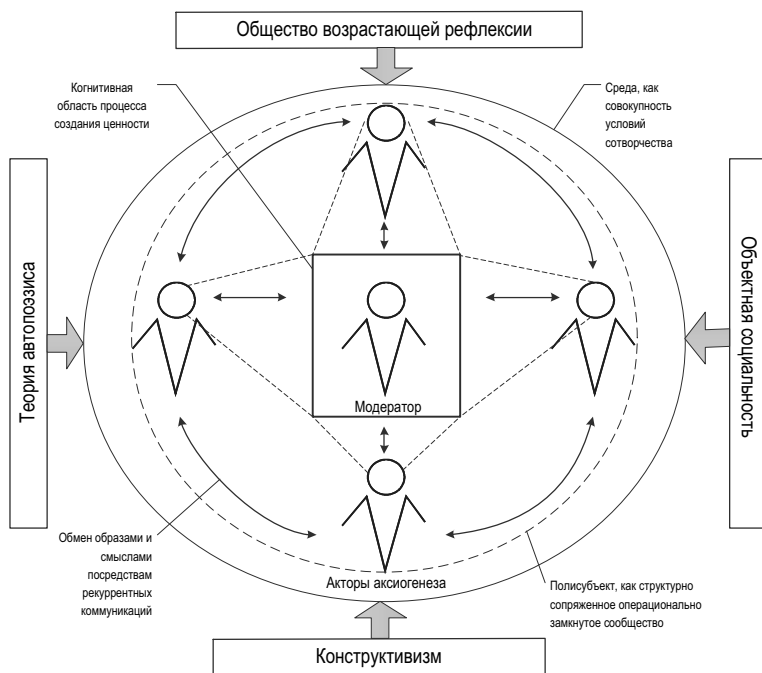 Общество возрастающей рефлексии
Когнитивная
область процесса
создания ценности
Среда, как
совокупность
условий
сотворчества
Теория автопоэзиса
Объектная социальность
Модератор
Обмен образами и
смыслами
посредствам
рекуррентных
коммуникаций
Акторы аксиогенеза
Полисубъект, как структурно
сопряженное операционально
замкнутое сообщество
Конструктивизм